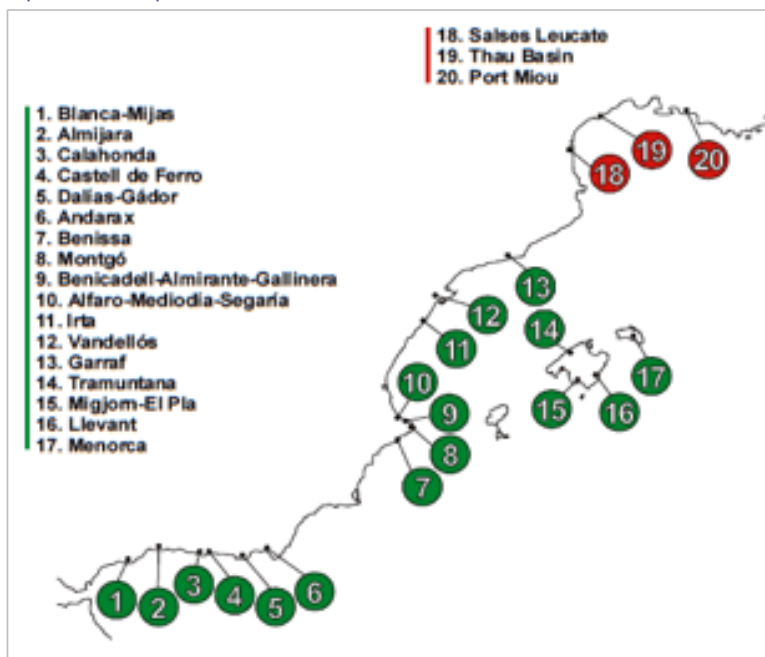 18. Salses Leucate
19. Thau Basin
20. Port Miou
1. Blanca-Mijas
2. Almijara
3. Calahonda
4. Castell de Ferro
5. Dalías-Gádor
6. Andarax
7. Benissa
8. Montgó
9. Benicadell-Almirante-Gallinera
10. Alfaro-Mediodia-Segaría
11. Irta
12. Vandellós
13. Garraf
14. Tramuntana
15. Migjorn-El Pla
16. Llevant
17. Menorca
19
20
18
13
12
14
11
17
10
15
16
9
8
7
6
3
4
5
1
2